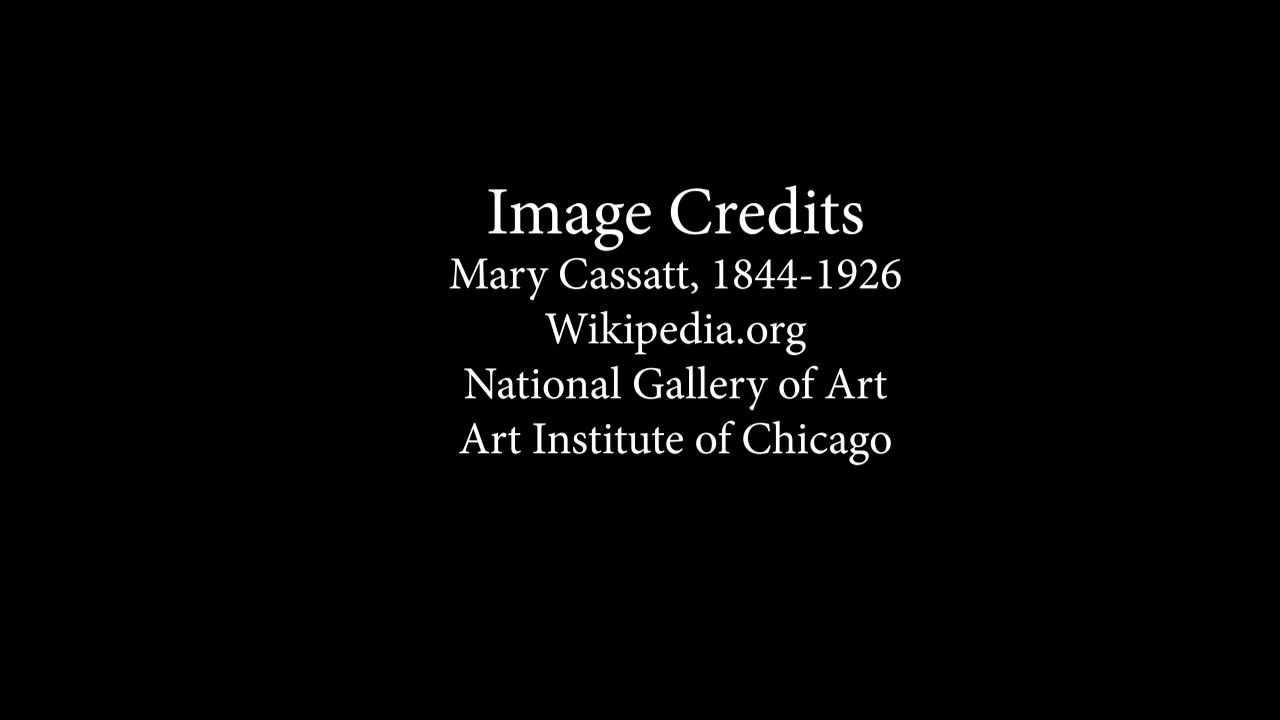 Image Credits
Mary Cassatt, 1844-1926
Wikipedia.org
National Gallery of Art
Art Institute of Chicago